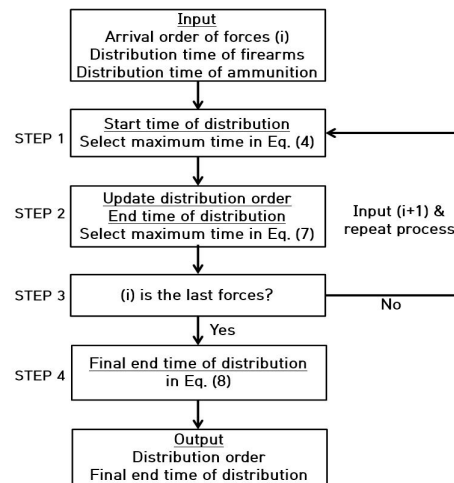 Input
Arrival order of forces (i)
Distribution time of firearms
Distribution time of ammunition
STEP 1
Start time of distribution
Select maximum time in Eq. (4)
STEP 2
Update distribution order
End time of distribution
Select maximum time in Eq. (7)
Input (i+1) &
repeat process
STEP 3
(i) is the last forces?
No
Yes
STEP 4
Final end time of distribution
in Eq. (8)
Output
Distribution order
Final end time of distribution